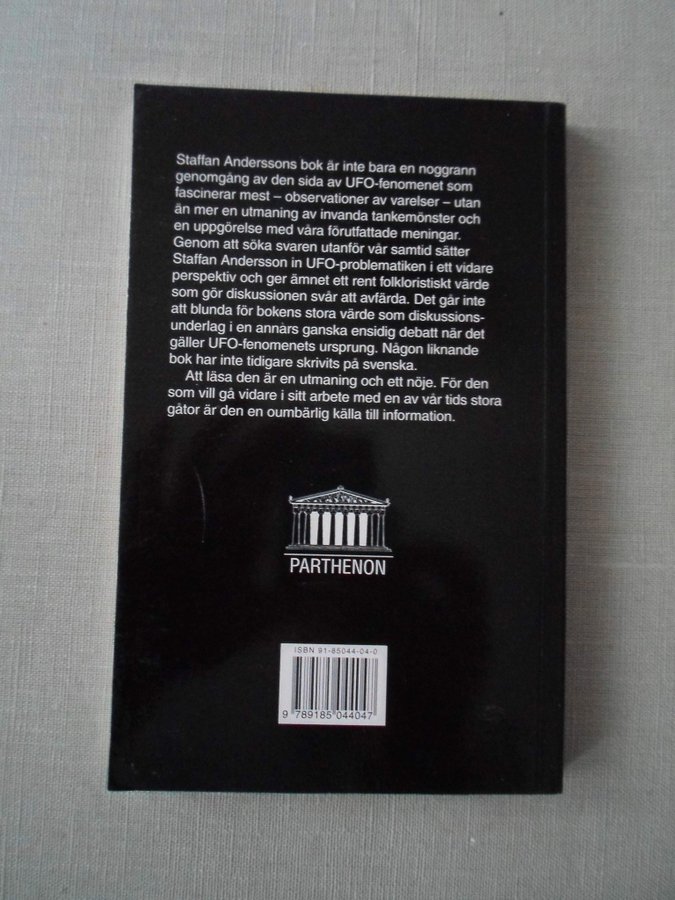 Staffan Anderssons bok är inte bara en noggrann
genomgång av den sida av UFO-fenomenet som
fascinerar mest – observationer av varelser – utan
än mer en utmaning av invanda tankemönster och
en uppgörelse med våra förutfattade meningar.
Genom att söka svaren utanför vår samtid sätter
Staffan Andersson in UFO-problematiken i ett vidare
perspektiv och ger ämnet ett rent folkloristiskt värde
som gör diskussionen svår att avfärda. Det går inte
att blunda för bokens stora värde som diskussions-
underlag i en annars ganska ensidig debatt när det
gäller UFO-fenomenets ursprung. Någon liknande
bok har inte tidigare skrivits på svenska.
Att läsa den är en utmaning och ett nöje. För den
som vill gå vidare i sitt arbete med en av vår tids stora
gåtor är den en oumbärlig källa till information.
PARTHENON
ISBN 91-85044-04-0
9 789185 044047